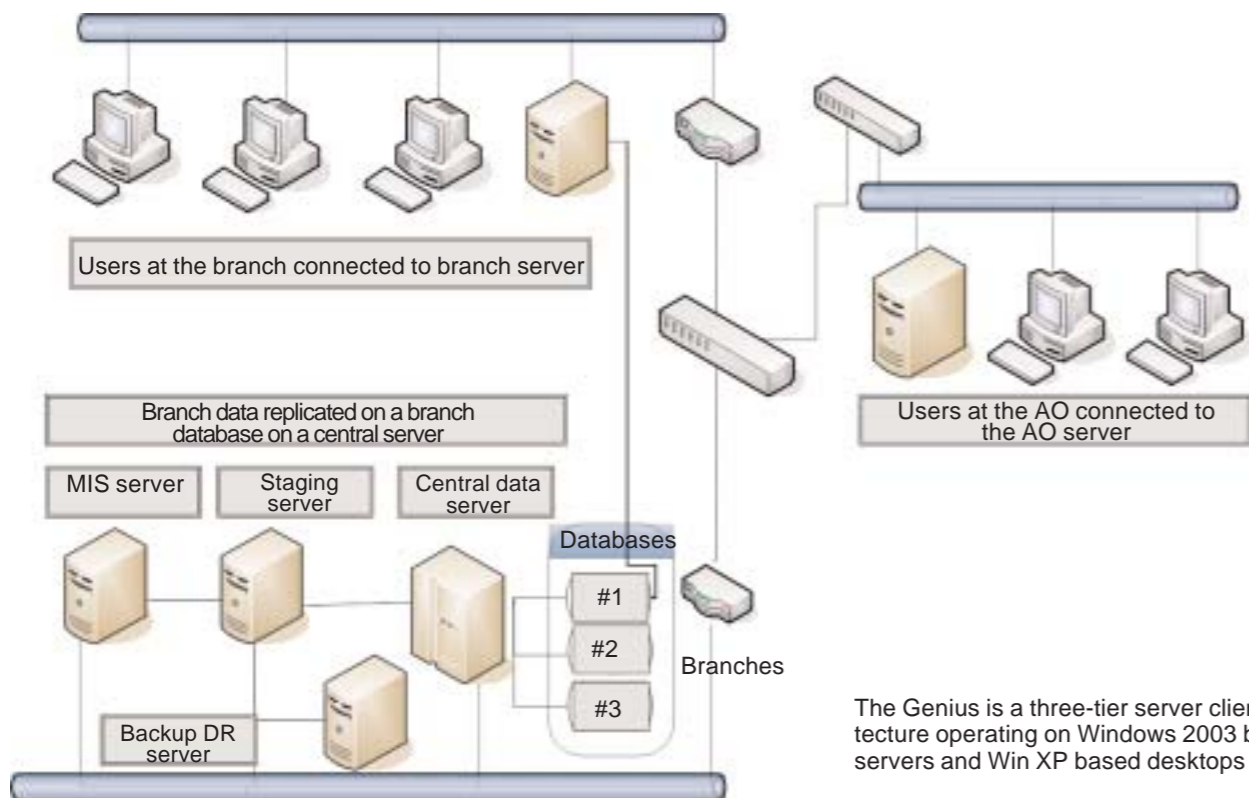 Users at the branch connected to branch server
Branch data replicated on a branch
database on a central server
Users at the AO connected to
the AO server
MIS server
Staging
server
Central data
server
Databases
#1
#2
#3
Branches
Backup DR
server
The Genius is a three-tier server clien
tecture operating on Windows 2003 b
servers and Win XP based desktops